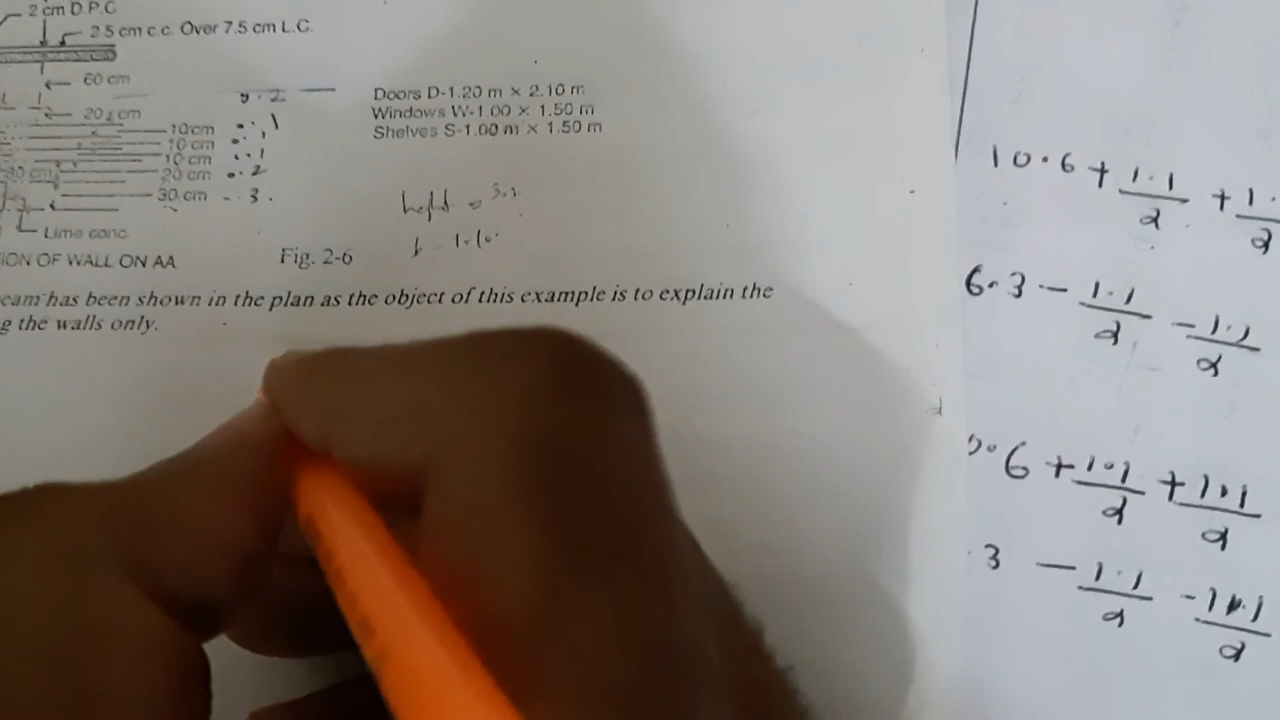 2 cm D.P.C
2.5 cm c.c. Over 7.5 cm L.C.
60 cm
20 cm
10 cm
10 cm
10 cm
20 cm
30 cm
Lime conc.
ION OF WALL ON AA
Fig. 2-6
Doors D-1.20 m × 2.10 m
Windows W-1.00 × 1.50 m
Shelves S-1.00 m × 1.50 m
eam has been shown in the plan as the object of this example is to explain the
g the walls only.
10.6 + 1.1/2 + 1./2
6.3 - 1.1/2 - 1.1/2
6 + 1.1/2 + 1.1/2
.3 - 1.1/2 - 1.1/2